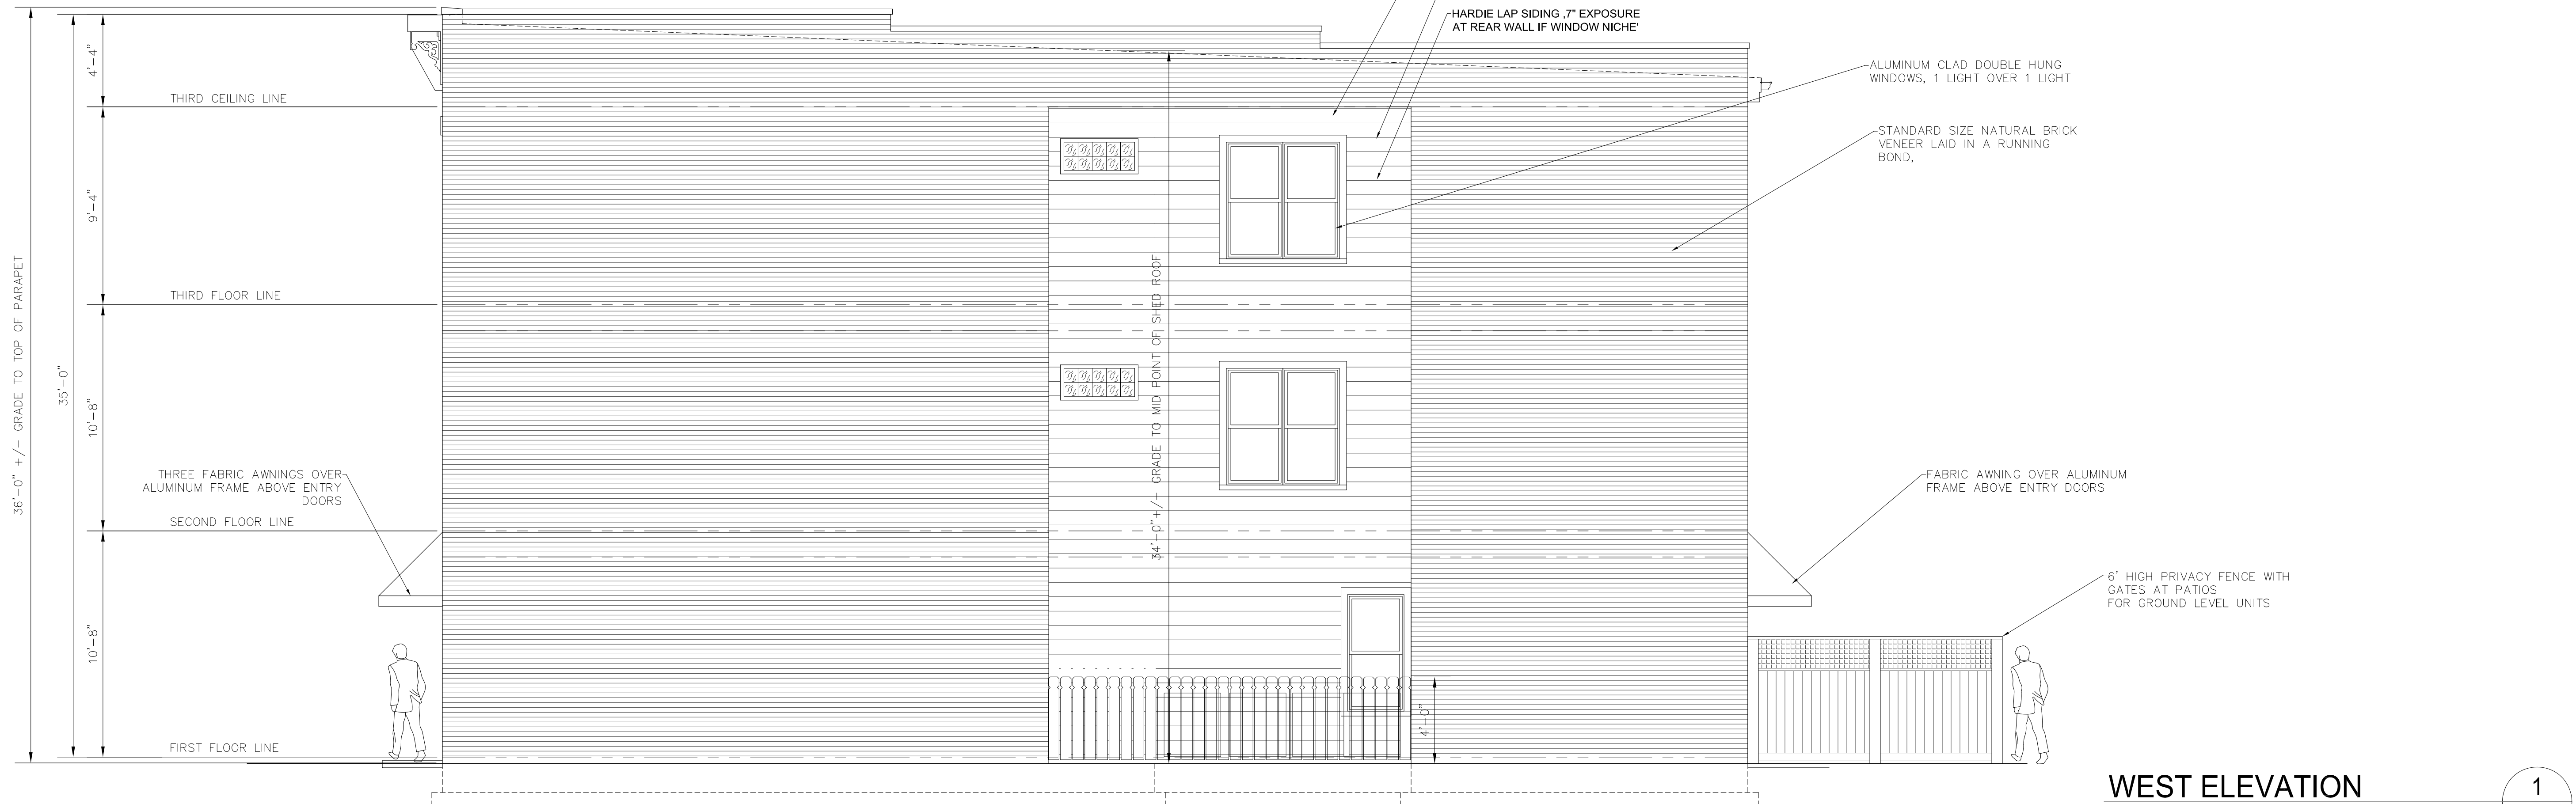 HARDIE LAP SIDING ,7" EXPOSURE
AT REAR WALL IF WINDOW NICHE'
ALUMINUM CLAD DOUBLE HUNG
WINDOWS, 1 LIGHT OVER 1 LIGHT
STANDARD SIZE NATURAL BRICK
VENEER LAID IN A RUNNING
BOND,
36'-0" +/- GRADE TO TOP OF PARAPET
35'-0"
4'-4"
THIRD CEILING LINE
9'-4"
THIRD FLOOR LINE
10'-8"
THREE FABRIC AWNINGS OVER
ALUMINUM FRAME ABOVE ENTRY
DOORS
SECOND FLOOR LINE
10'-8"
FIRST FLOOR LINE
34'-0"+/- GRADE TO MID POINT OF SHED ROOF
4'-0"
FABRIC AWNING OVER ALUMINUM
FRAME ABOVE ENTRY DOORS
6' HIGH PRIVACY FENCE WITH
GATES AT PATIOS
FOR GROUND LEVEL UNITS
WEST ELEVATION
1